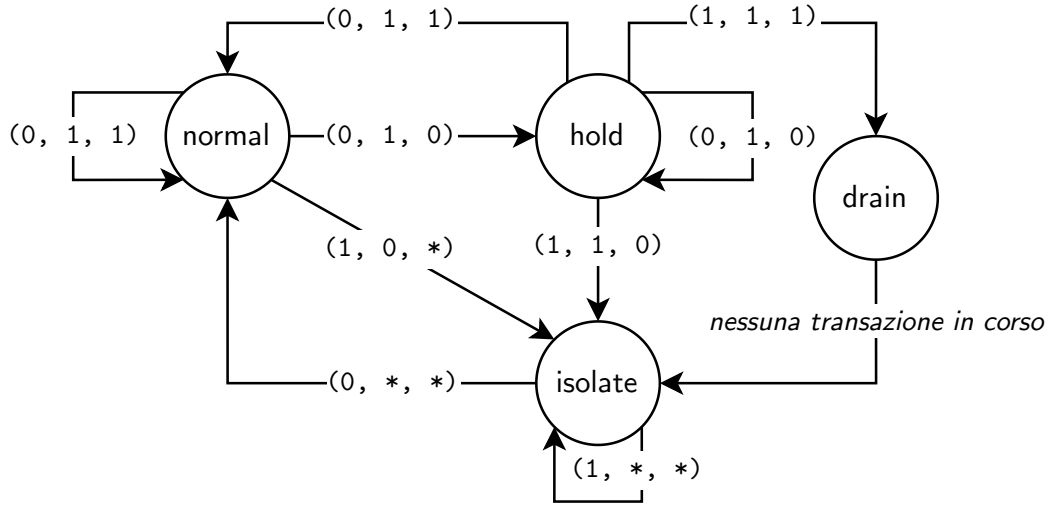 (0, 1, 1)
(1, 1, 1)
(0, 1, 1)
normal
(0, 1, 0)
hold
(0, 1, 0)
drain
(1, 0, *)
(1, 1, 0)
nessuna transazione in corso
(0, *, *)
isolate
(1, *, *)